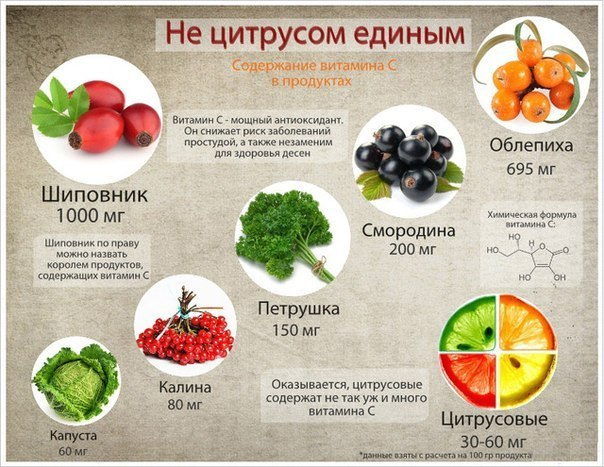 Не цитрусом единым
Содержание витамина С
в продуктах
Витамин С - мощный антиоксидант.
Он снижает риск заболеваний
простудой, а также незаменим
для здоровья десен
Облепиха
695 мг
Шиповник
1000 мг
Смородина
200 мг
Химическая формула
витамина С:
HO
H
HO
O
O
HO
OH
Шиповник по праву
можно назвать
королем продуктов,
содержащих витамин С
Петрушка
150 мг
Калина
80 мг
Оказывается, цитрусовые
содержат не так уж и много
витамина С
Цитрусовые
30-60 мг
Капуста
60 мг
*данные взяты с расчета на 100 гр продукта